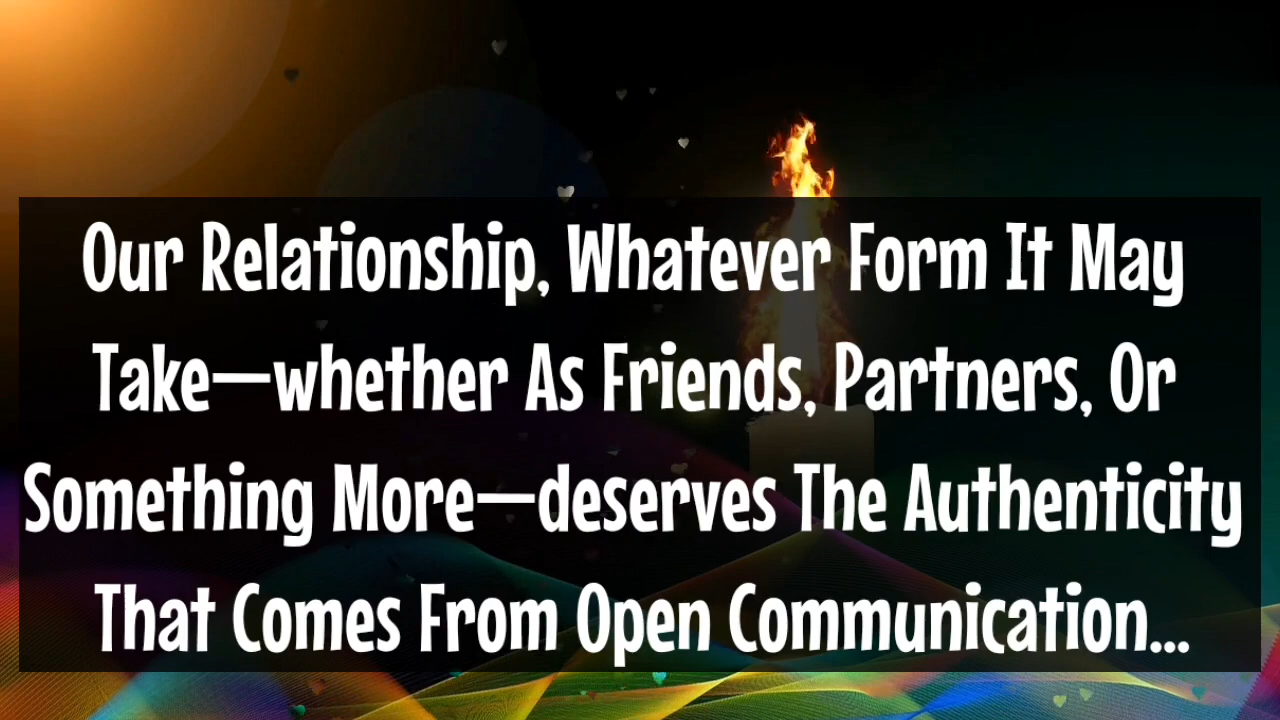 Our Relationship, Whatever Form It May
Take—whether As Friends, Partners, Or
Something More—deserves The Authenticity
That Comes From Open Communication...